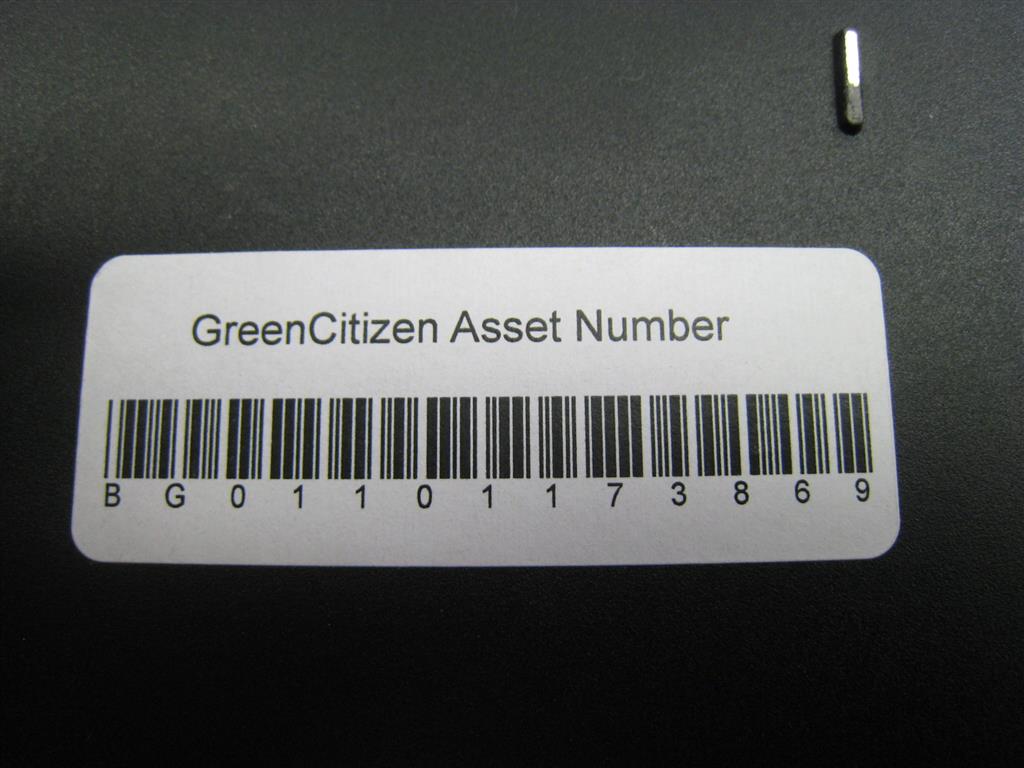 GreenCitizen Asset Number
B G 0 1 1 0 1 1 7 3 8 6 9